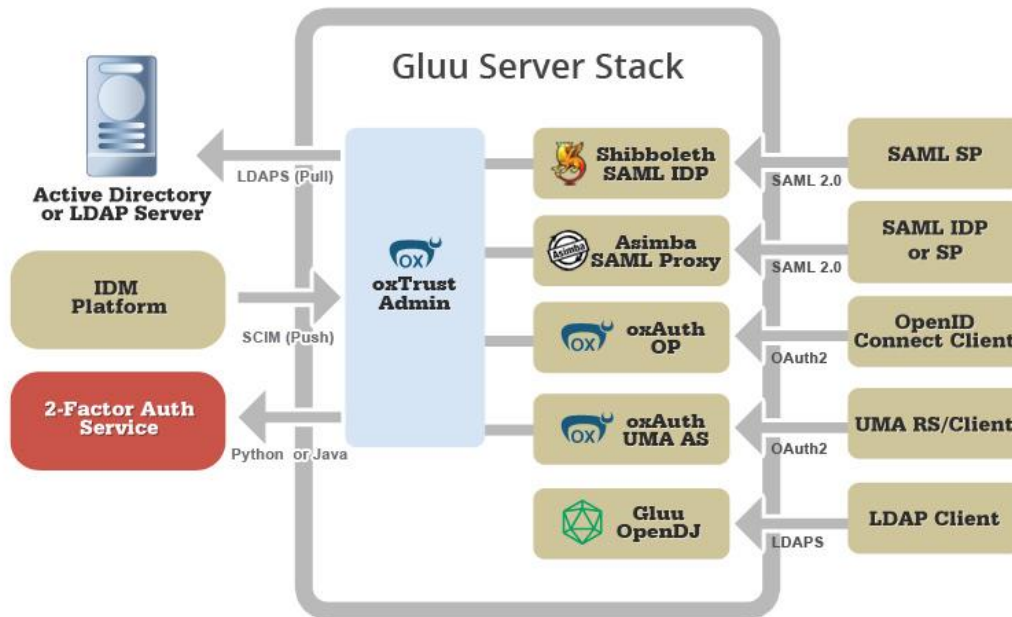 Gluu Server Stack
Active Directory
or LDAP Server
LDAPS (Pull)
IDM
Platform
SCIM (Push)
2-Factor Auth
Service
Python or Java
OX
oxTrust
Admin
Shibboleth
SAML IDP
Asimba
Asimba
SAML Proxy
OX
oxAuth
OP
OX
oxAuth
UMA AS
Gluu
OpenDJ
SAML 2.0
SAML SP
SAML 2.0
SAML IDP
or SP
OAuth2
OpenID
Connect Client
OAuth2
UMA RS/Client
LDAPS
LDAP Client